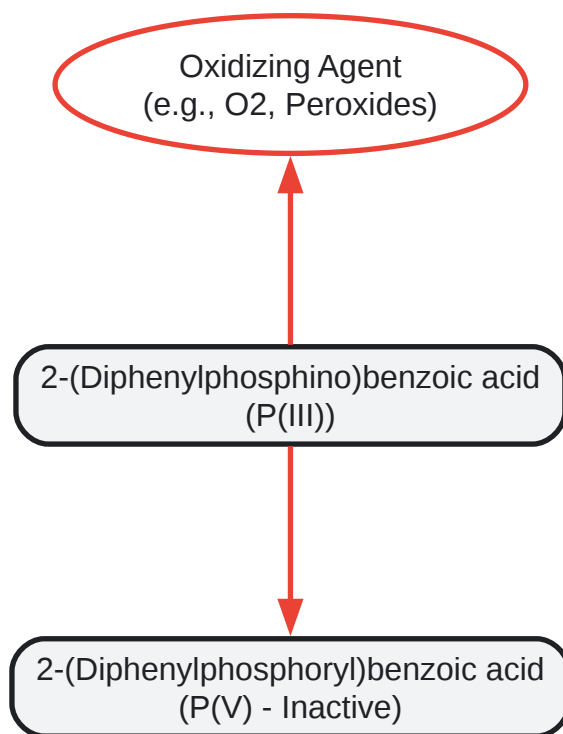 Oxidizing Agent
(e.g., O2, Peroxides)
2-(Diphenylphosphino)benzoic acid
(P(III))
2-(Diphenylphosphoryl)benzoic acid
(P(V) - Inactive)